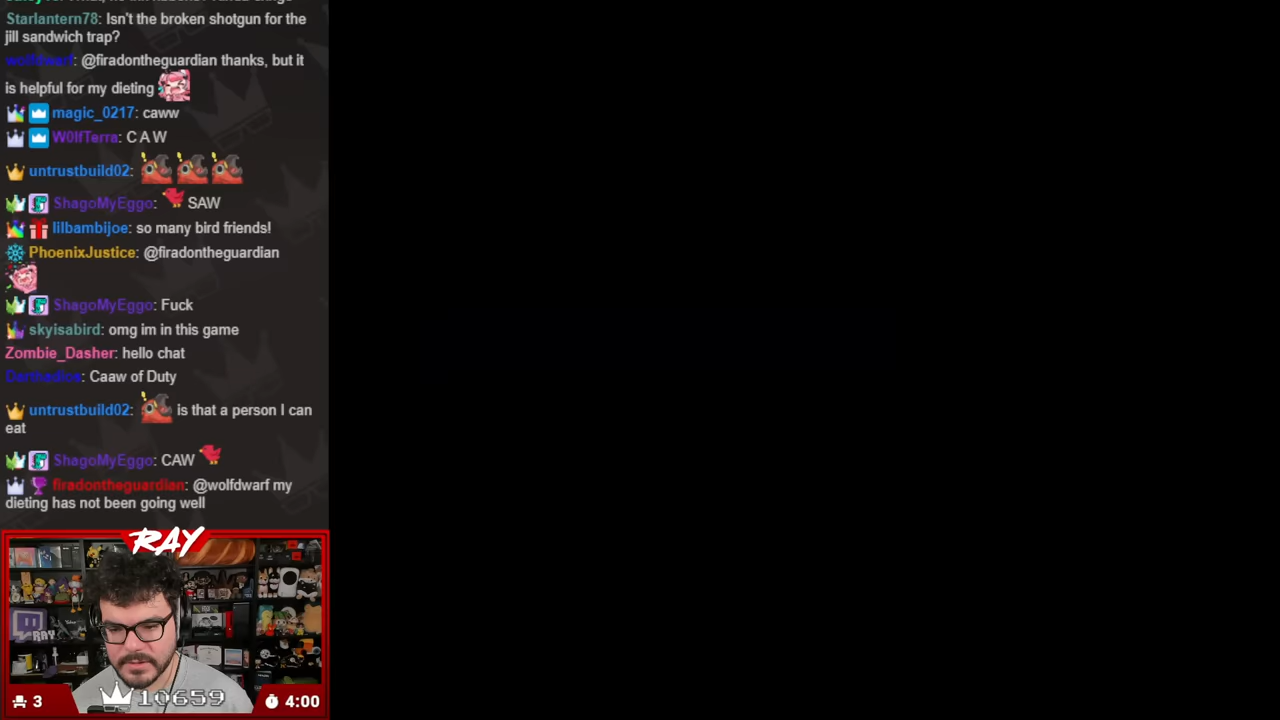 Starlantern78: Isn't the broken shotgun for the
jill sandwich trap?
wolfdwarf: @firadontheguardian thanks, but it
is helpful for my dieting
magic_0217: caww
W0lfTerra: C A W
untrustbuild02:
ShagoMyEggo: SAW
lilbambijoe: so many bird friends!
PhoenixJustice: @firadontheguardian
ShagoMyEggo: Fuck
skyisabird: omg im in this game
Zombie_Dasher: hello chat
Caaw of Duty
untrustbuild02: is that a person I can
eat
ShagoMyEggo: CAW
firadontheguardian: @wolfdwarf my
dieting has not been going well
RAY
RAY
3
10659
4:00